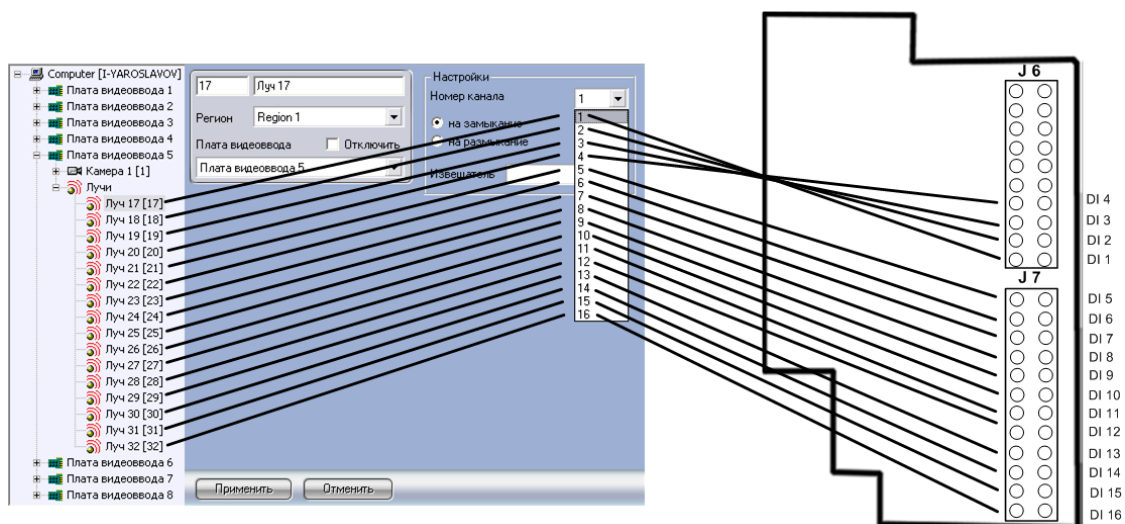 Computer [I-YAROSLAVOV]
Плата видеоввода 1
Плата видеоввода 2
Плата видеоввода 3
Плата видеоввода 4
Плата видеоввода 5
Камера 1 [1]
Лучи
Луч 17 [17]
Луч 18 [18]
Луч 19 [19]
Луч 20 [20]
Луч 21 [21]
Луч 22 [22]
Луч 23 [23]
Луч 24 [24]
Луч 25 [25]
Луч 26 [26]
Луч 27 [27]
Луч 28 [28]
Луч 29 [29]
Луч 30 [30]
Луч 31 [31]
Луч 32 [32]
Плата видеоввода 6
Плата видеоввода 7
Плата видеоввода 8
17 Луч 17
Регион Region 1
Плата видеоввода Отключить
Плата видеоввода 5
Настройки
Номер канала 1
на замыкание
на размыкание
Извещатель
1
2
3
4
5
6
7
8
9
10
11
12
13
14
15
16
Применить Отменить
J 6
DI 4
DI 3
DI 2
DI 1
J 7
DI 5
DI 6
DI 7
DI 8
DI 9
DI 10
DI 11
DI 12
DI 13
DI 14
DI 15
DI 16